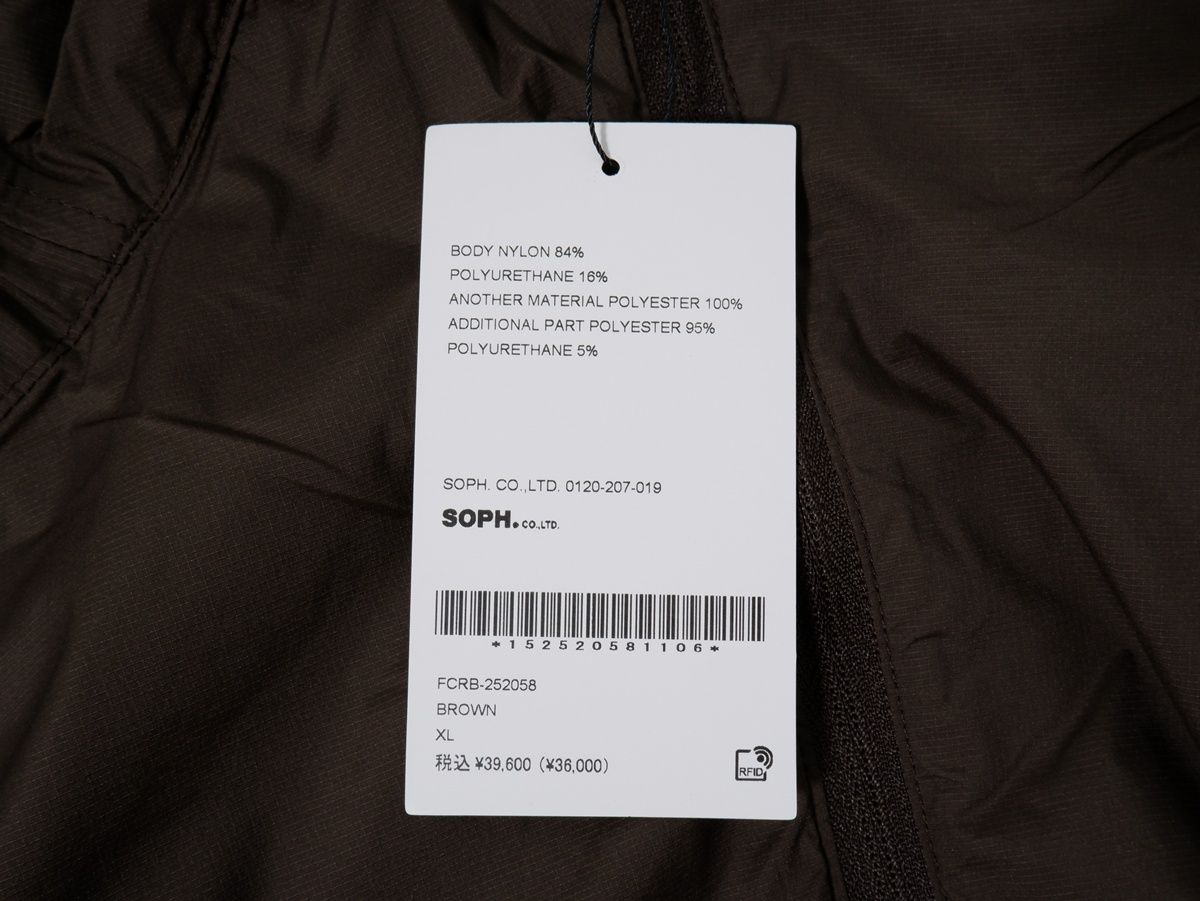 BODY NYLON 84%
POLYURETHANE 16%
ANOTHER MATERIAL POLYESTER 100%
ADDITIONAL PART POLYESTER 95%
POLYURETHANE 5%
SOPH. CO.,LTD. 0120-207-019
SOPH. CO.,LTD.
*152520581106*
FCRB-252058
BROWN
XL
税込 ¥39,600 (¥36,000)
RFID